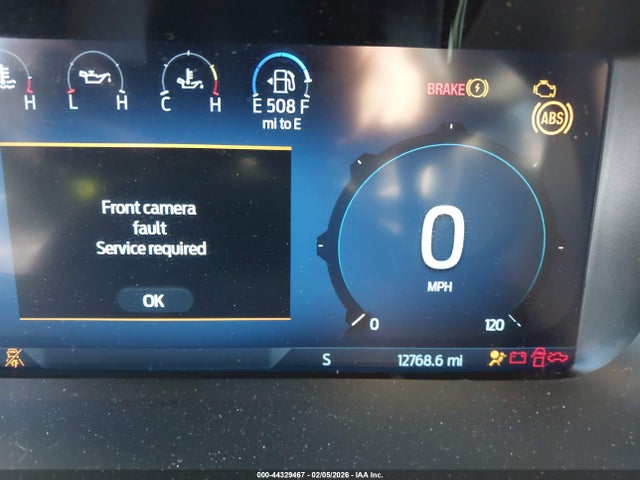 H
L H
C H
E 508 F
mi to E
BRAKE
ABS
Front camera
fault
Service required
OK
0
MPH
0 120
S 12768.6 mi
000-44329467 - 02/05/2026 - IAA Inc.